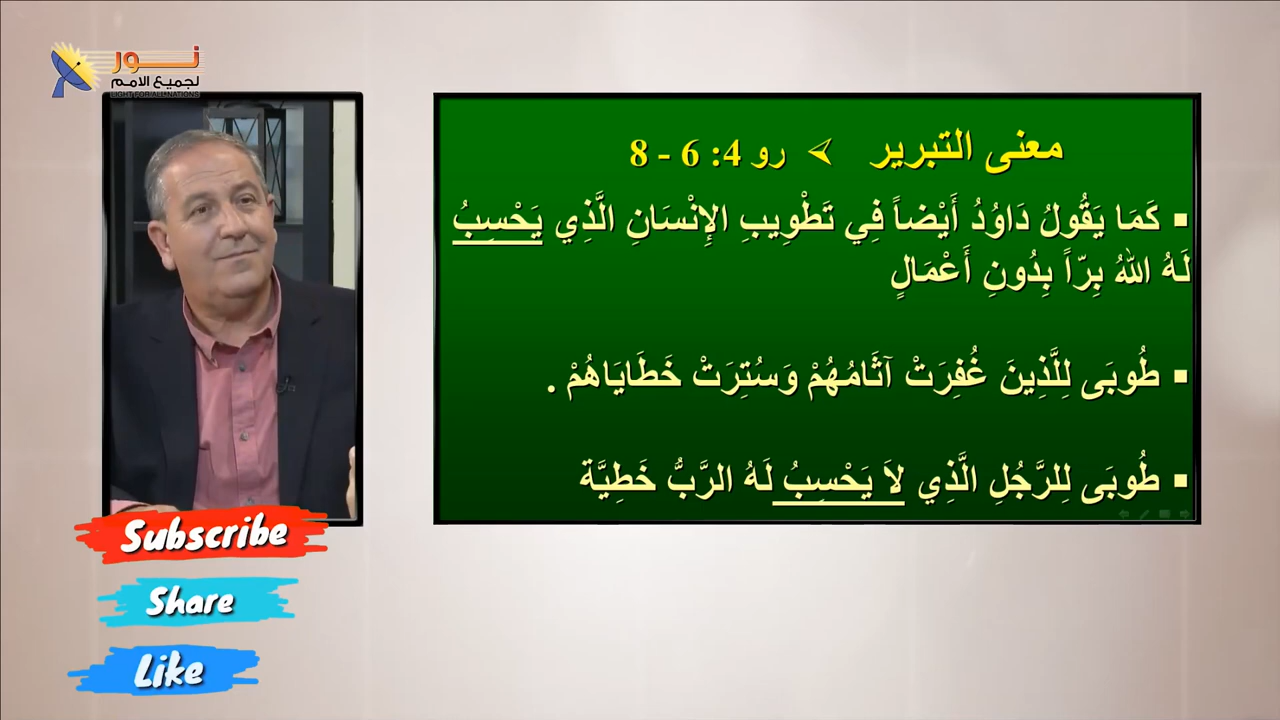 نـــور
لجميع الامم
LIGHT FOR ALL NATIONS
معنى التبرير ➢ رو 4: 6 - 8
▪ كَمَا يَقُولُ دَاوُدُ أَيْضاً فِي تَطْوِيبِ الإِنْسَانِ الَّذِي يَحْسِبُ
لَهُ اللهُ بِرّاً بِدُونِ أَعْمَالٍ
▪ طُوبَى لِلَّذِينَ غُفِرَتْ آثَامُهُمْ وَسُتِرَتْ خَطَايَاهُمْ .
▪ طُوبَى لِلرَّجُلِ الَّذِي لاَ يَحْسِبُ لَهُ الرَّبُّ خَطِيَّة
Subscribe
Share
Like